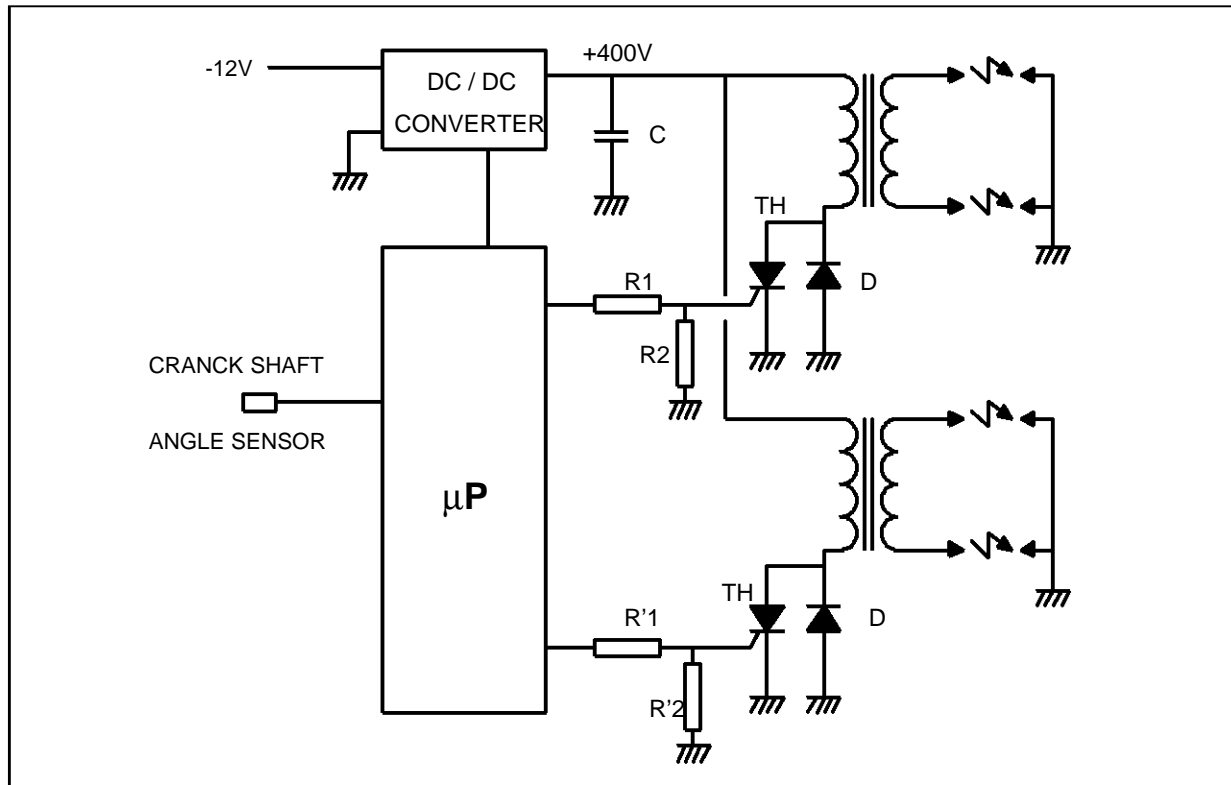 +400V
-12V
DC / DC
CONVERTER
C
TH
R1
D
R2
CRANCK SHAFT
ANGLE SENSOR
μP
TH
R'1
D
R'2